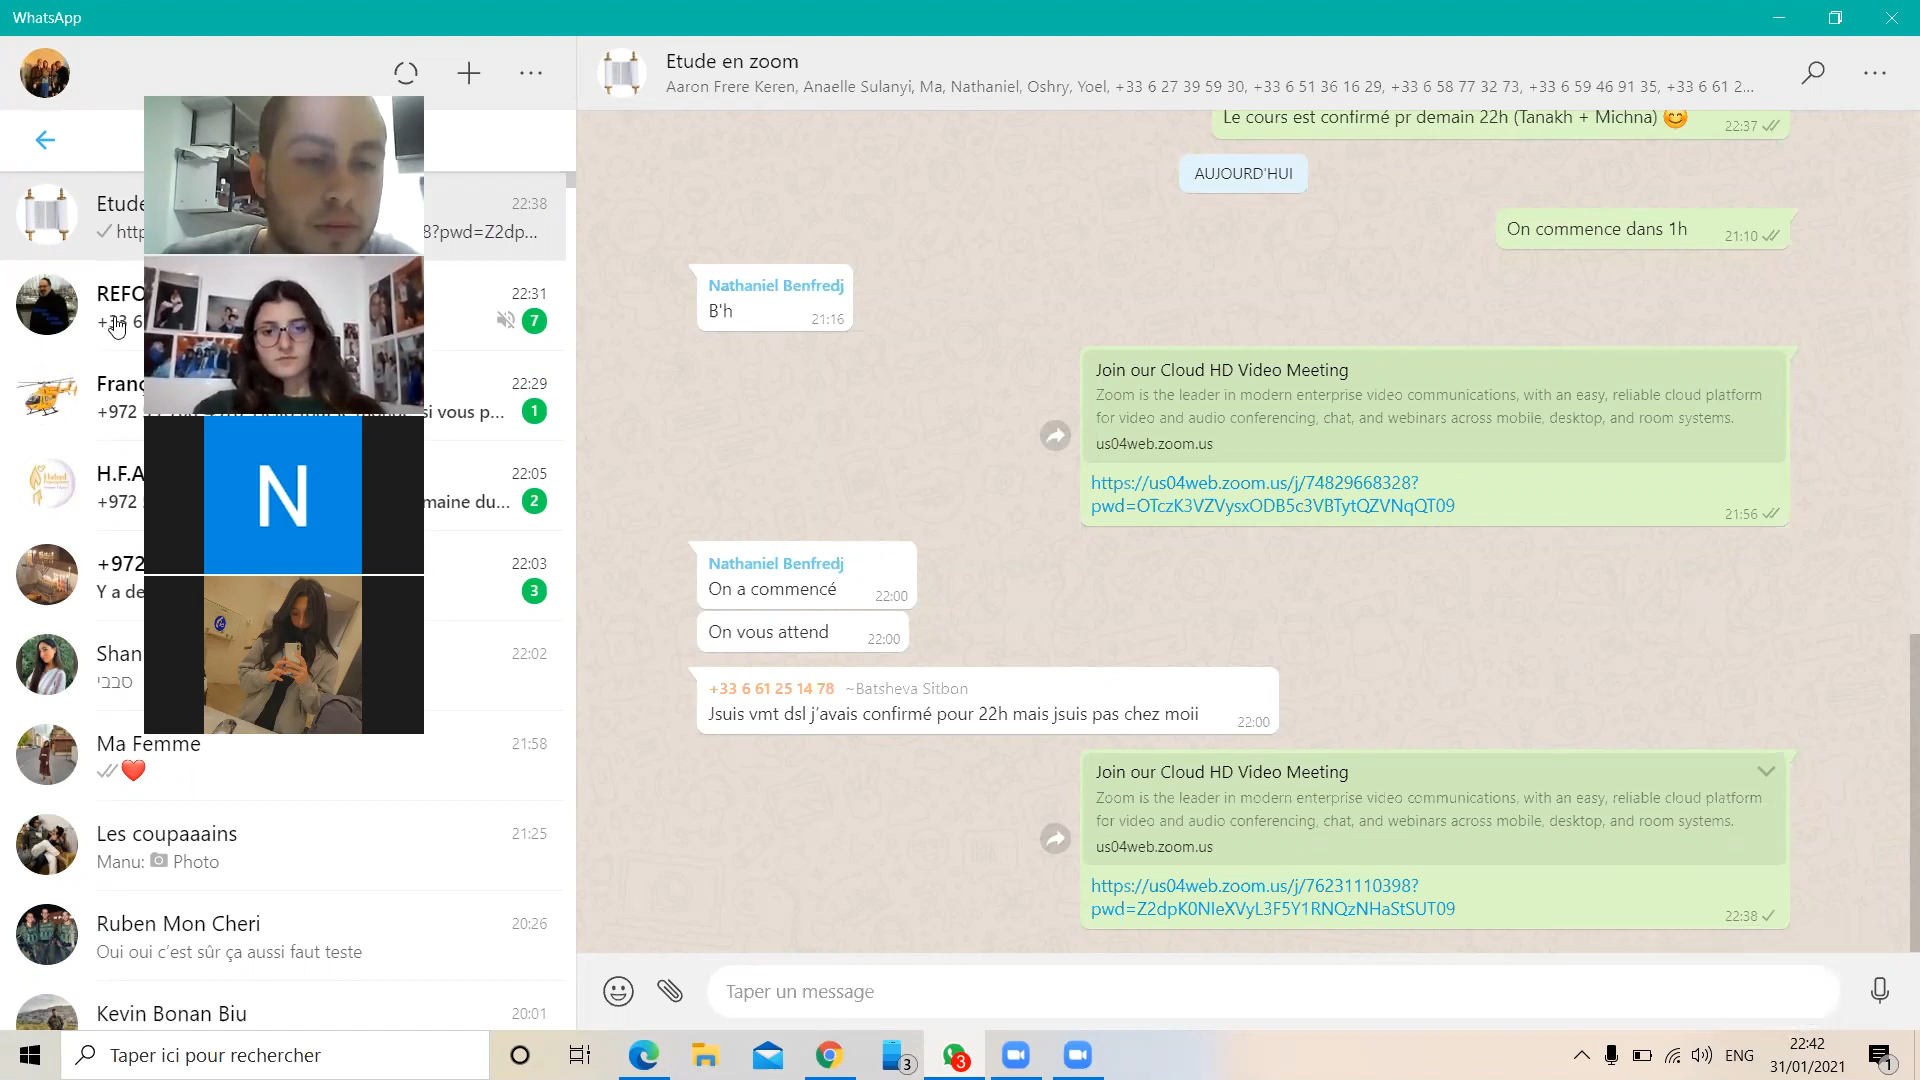 WhatsApp
Etude
22:38
http
8?pwd=Z2dp...
REFO
22:31
+33 6
7
Franç
22:29
+972
si vous p...
1
H.F.A
22:05
+972
maine du...
2
+972
22:03
Y a de
3
Shan
22:02
סבבי
Ma Femme
21:58
Les coupaaains
21:25
Manu: Photo
Ruben Mon Cheri
20:26
Oui oui c'est sûr ça aussi faut teste
Kevin Bonan Biu
20:01
N
Etude en zoom
Aaron Frere Keren, Anaelle Sulanyi, Ma, Nathaniel, Oshry, Yoel, +33 6 27 39 59 30, +33 6 51 36 16 29, +33 6 58 77 32 73, +33 6 59 46 91 35, +33 6 61 2...
Le cours est confirmé pr demain 22h (Tanakh + Michna) 😊
22:37
AUJOURD'HUI
On commence dans 1h
21:10
Nathaniel Benfredj
B'h
21:16
Join our Cloud HD Video Meeting
Zoom is the leader in modern enterprise video communications, with an easy, reliable cloud platform
for video and audio conferencing, chat, and webinars across mobile, desktop, and room systems.
us04web.zoom.us
https://us04web.zoom.us/j/74829668328?
pwd=OTczK3VZVysxODB5c3VBTytQZVNqQT09
21:56
Nathaniel Benfredj
On a commencé
22:00
On vous attend
22:00
+33 6 61 25 14 78 ~Batsheva Sitbon
Jsuis vmt dsl j'avais confirmé pour 22h mais jsuis pas chez moii
22:00
Join our Cloud HD Video Meeting
Zoom is the leader in modern enterprise video communications, with an easy, reliable cloud platform
for video and audio conferencing, chat, and webinars across mobile, desktop, and room systems.
us04web.zoom.us
https://us04web.zoom.us/j/76231110398?
pwd=Z2dpK0NIeXVyL3F5Y1RNQzNHaStSUT09
22:38
Taper un message
Taper ici pour rechercher
3
3
ENG
22:42
31/01/2021
1